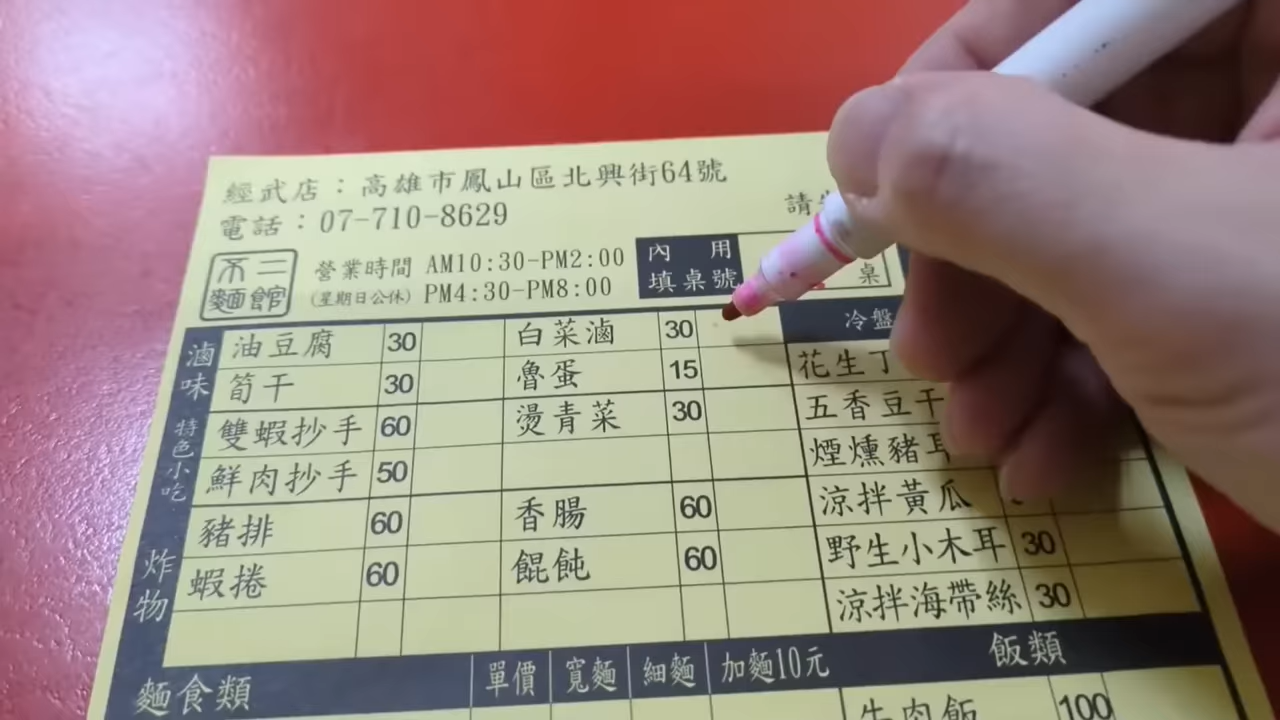 經武店：高雄市鳳山區北興街64號
電話：07-710-8629
請
不二
麵館
營業時間 AM10:30-PM2:00
(星期日公休) PM4:30-PM8:00
內用
填桌號
桌
滷味
油豆腐 30
白菜滷 30
冷盤
筍干 30
魯蛋 15
花生丁
特色小吃
雙蝦抄手 60
燙青菜 30
五香豆干
鮮肉抄手 50
煙燻豬耳
炸物
豬排 60
香腸 60
涼拌黃瓜
蝦捲 60
餛飩 60
野生小木耳 30
涼拌海帶絲 30
麵食類 單價 寬麵 細麵 加麵10元 飯類
牛肉飯 100